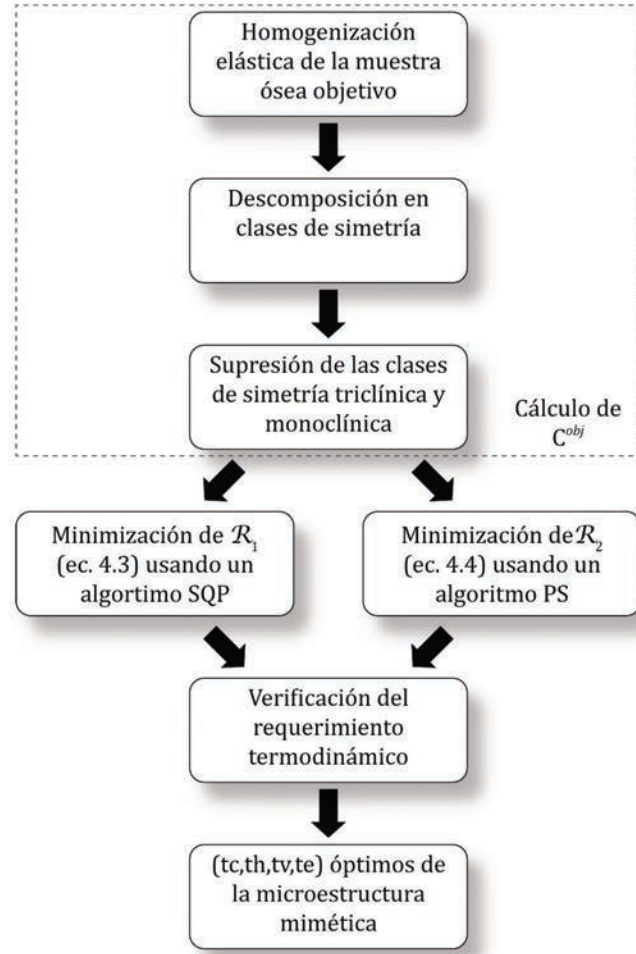 Homogenización
elástica de la muestra
ósea objetivo
Descomposición en
clases de simetría
Supresión de las clases
de simetría triclínica y
monoclínica
Cálculo de
C^obj
Minimización de ℛ₁
(ec. 4.3) usando un
algortimo SQP
Minimización de ℛ₂
(ec. 4.4) usando un
algoritmo PS
Verificación del
requerimiento
termodinámico
(tc,th,tv,te) óptimos de
la microestructura
mimética